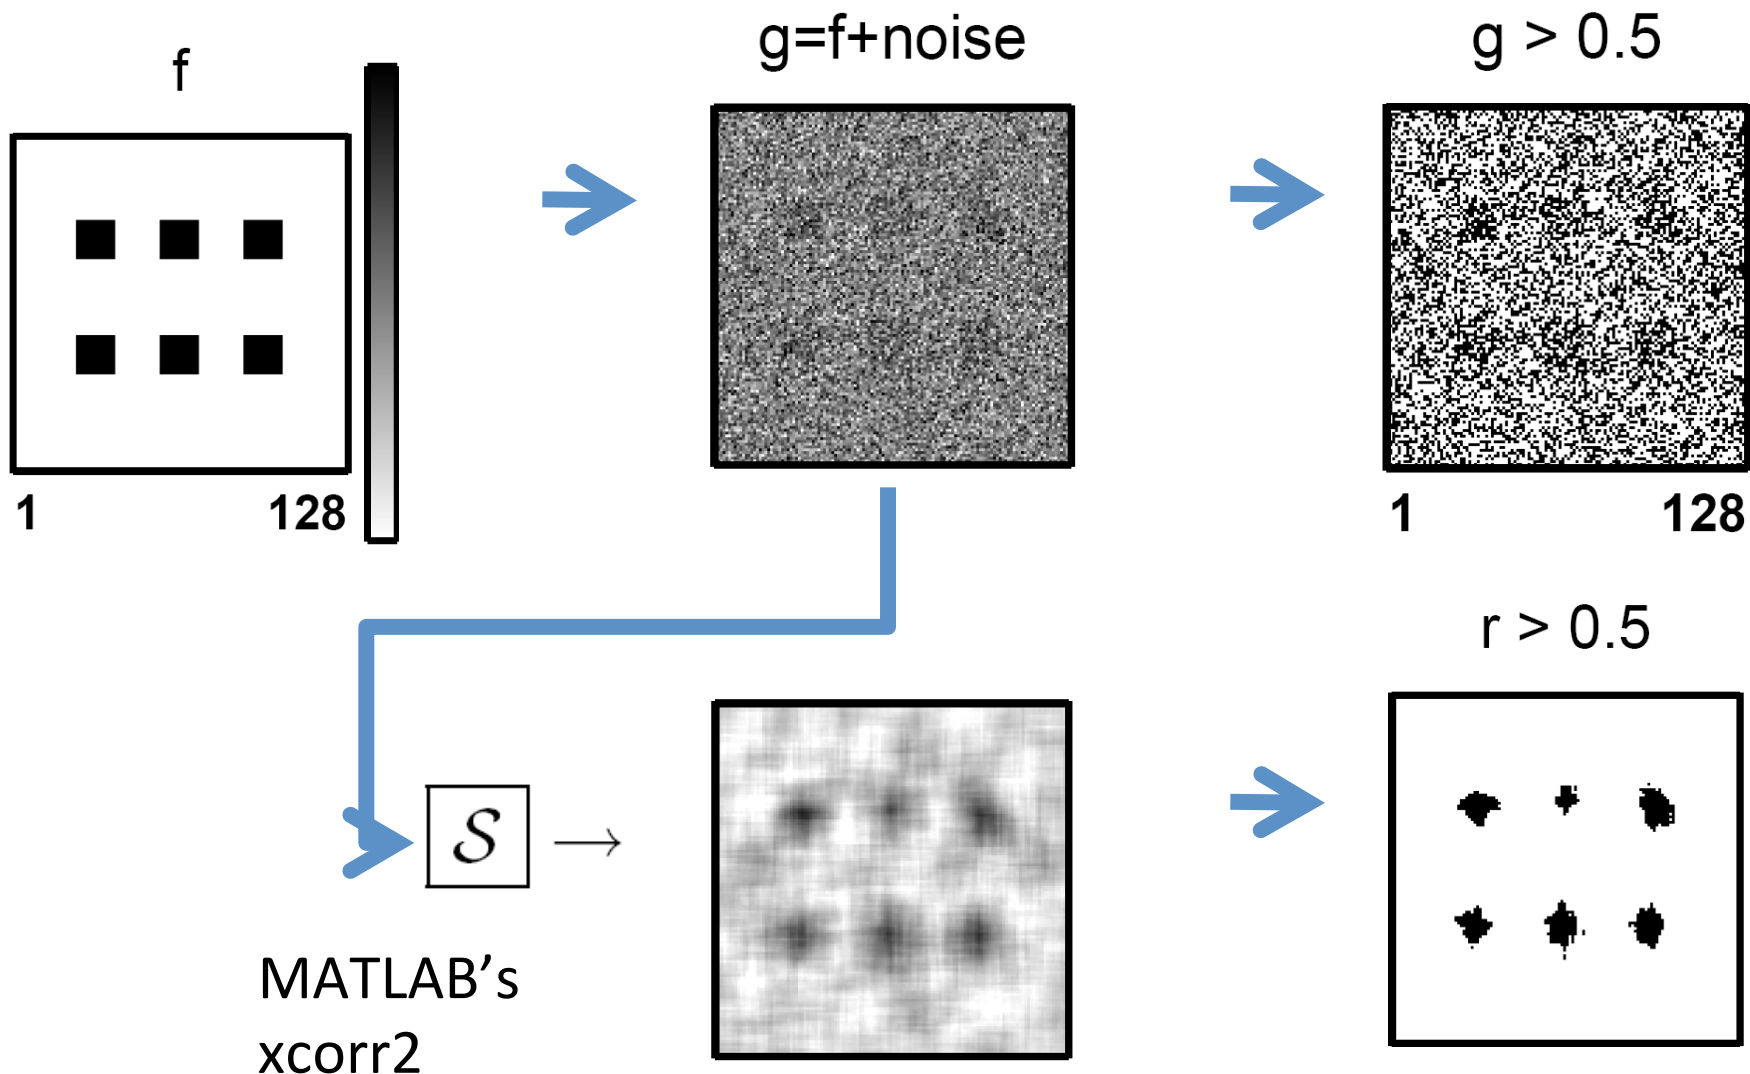 f
g=f+noise
g > 0.5
1 128
1 128
r > 0.5
𝒮 →
MATLAB’s
xcorr2